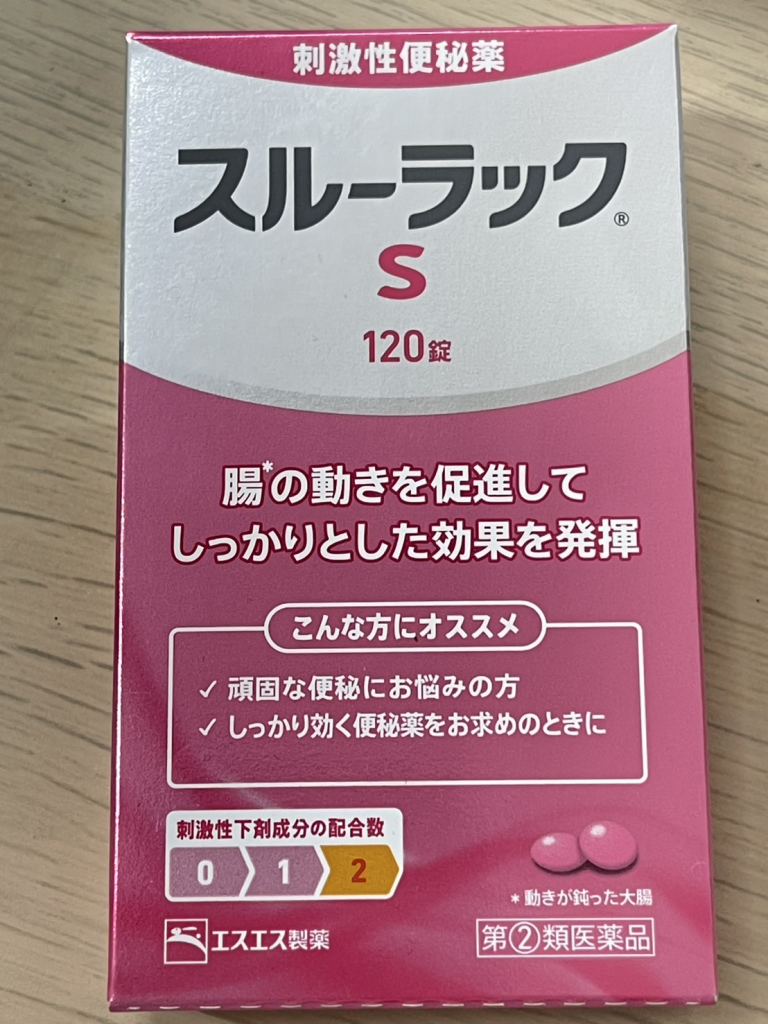 刺激性便秘薬
スルーラック®
S
120錠
腸*の動きを促進して
しっかりとした効果を発揮
こんな方にオススメ
✓ 頑固な便秘にお悩みの方
✓ しっかり効く便秘薬をお求めのときに
刺激性下剤成分の配合数
0 1 2
*動きが鈍った大腸
エスエス製薬
第②類医薬品